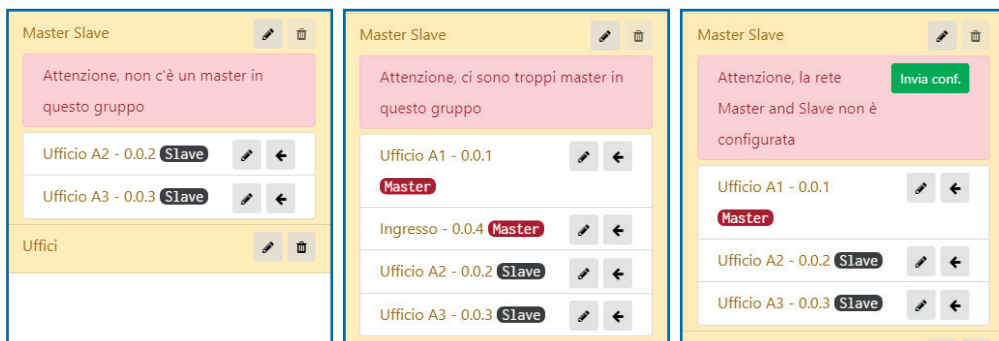 Master Slave
Attenzione, non c'è un master in
questo gruppo
Ufficio A2 - 0.0.2 Slave
Ufficio A3 - 0.0.3 Slave
Uffici
Master Slave
Attenzione, ci sono troppi master in
questo gruppo
Ufficio A1 - 0.0.1
Master
Ingresso - 0.0.4 Master
Ufficio A2 - 0.0.2 Slave
Ufficio A3 - 0.0.3 Slave
Master Slave
Attenzione, la rete
Invia conf.
Master and Slave non è
configurata
Ufficio A1 - 0.0.1
Master
Ufficio A2 - 0.0.2 Slave
Ufficio A3 - 0.0.3 Slave